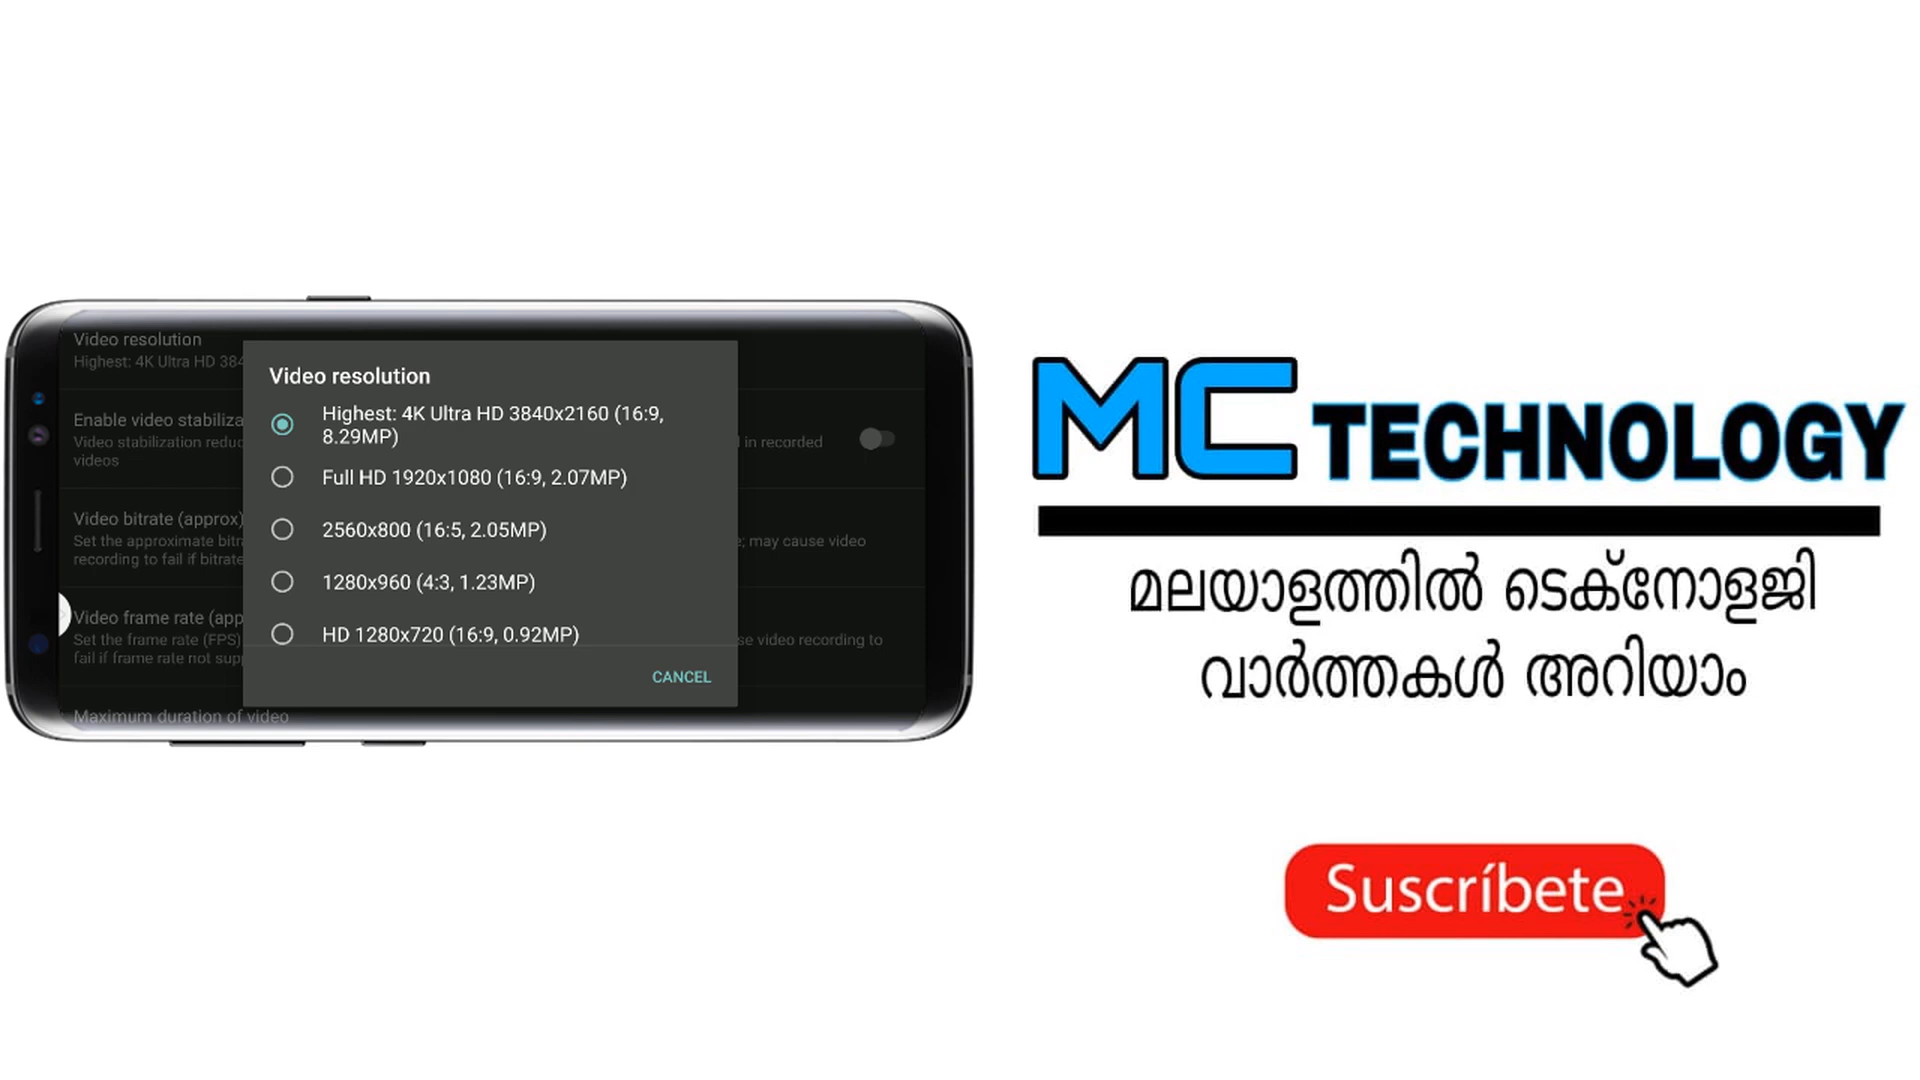 Video resolution
Highest: 4K Ultra HD 384
Enable video stabiliza
Video stabilization reduc
d in recorded
videos
Video bitrate (approx)
Set the approximate bitra
; may cause video
recording to fail if bitrate
Video frame rate (app
Set the frame rate (FPS)
se video recording to
fail if frame rate not sup
Maximum duration of video
Video resolution
Highest: 4K Ultra HD 3840x2160 (16:9,
8.29MP)
Full HD 1920x1080 (16:9, 2.07MP)
2560x800 (16:5, 2.05MP)
1280x960 (4:3, 1.23MP)
HD 1280x720 (16:9, 0.92MP)
CANCEL
MC TECHNOLOGY
മലയാളത്തിൽ ടെക്നോളജി
വാർത്തകൾ അറിയാം
Suscríbete